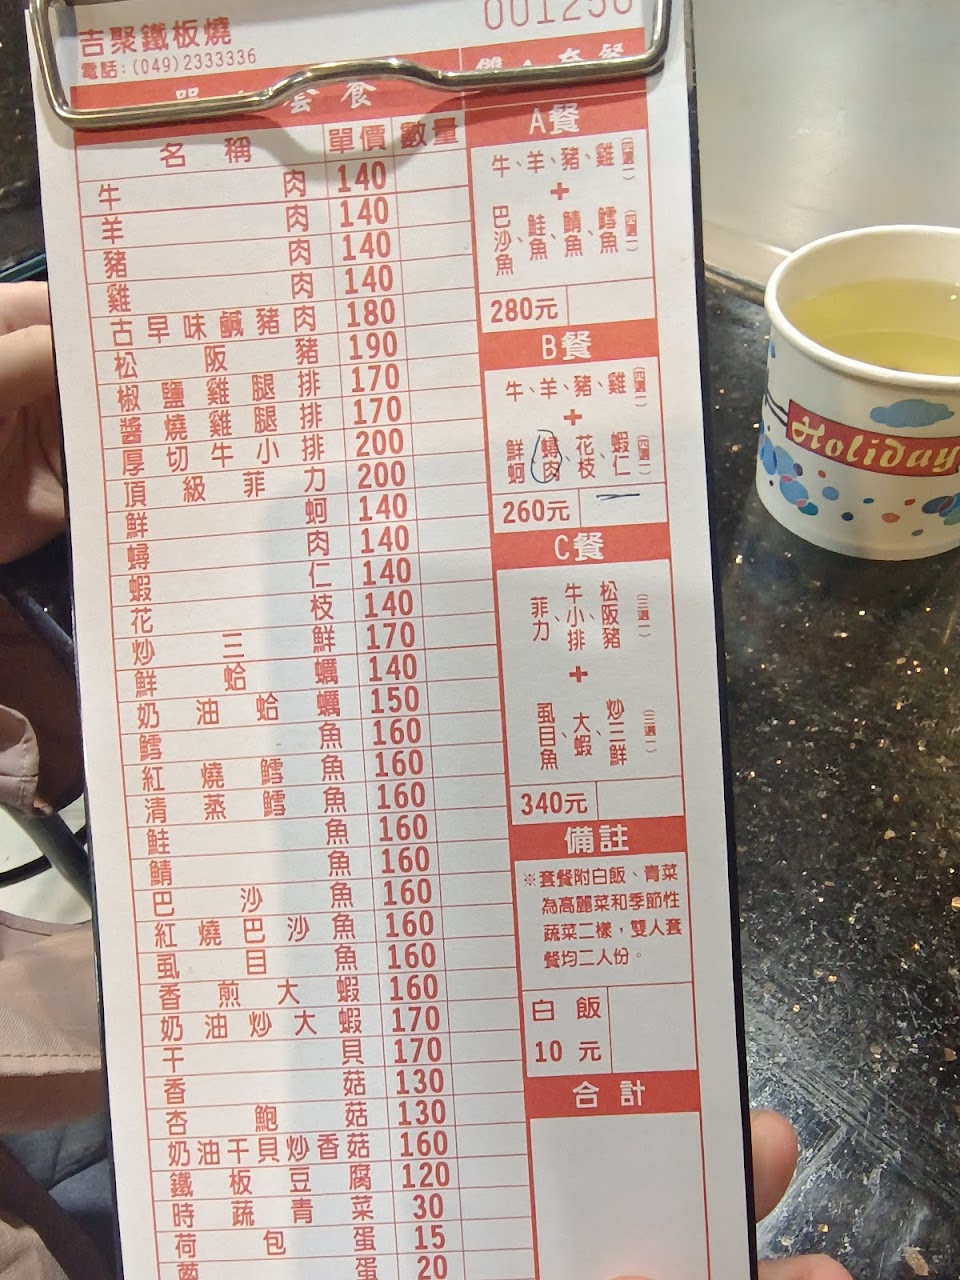 吉聚鐵板燒
電話:(049)2333336
001250
套食
名稱 單價 數量
牛肉 140
羊肉 140
豬肉 140
雞肉 140
古早味鹹豬肉 180
松阪豬 190
椒鹽雞腿排 170
醬燒雞腿排 170
厚切牛小排 200
頂級菲力 200
鮮蚵 140
蟳肉 140
蝦仁 140
花枝 140
炒三鮮 170
鮮蛤蠣 140
奶油蛤蠣 150
鱈魚 160
紅燒鱈魚 160
清蒸鱈魚 160
鮭魚 160
鯖魚 160
巴沙魚 160
紅燒巴沙魚 160
虱目魚 160
香煎大蝦 160
奶油炒大蝦 170
干貝 170
香菇 130
杏鮑菇 130
奶油干貝炒香菇 160
鐵板豆腐 120
時蔬青菜 30
荷包蛋 15
蛋 20
雙人套餐
A餐
牛、羊、豬、雞(四選一)
+
巴沙魚、鮭魚、鯖魚、鱈魚(四選一)
280元
B餐
牛、羊、豬、雞(四選一)
+
鮮蚵、蟳肉、花枝、蝦仁(四選一)
260元
C餐
菲力、牛小排、松阪豬(三選一)
+
虱目魚、大蝦、炒三鮮(三選一)
340元
備註
※套餐附白飯、青菜
為高麗菜和季節性
蔬菜二樣，雙人套
餐均二人份。
白飯
10元
合計
Holiday